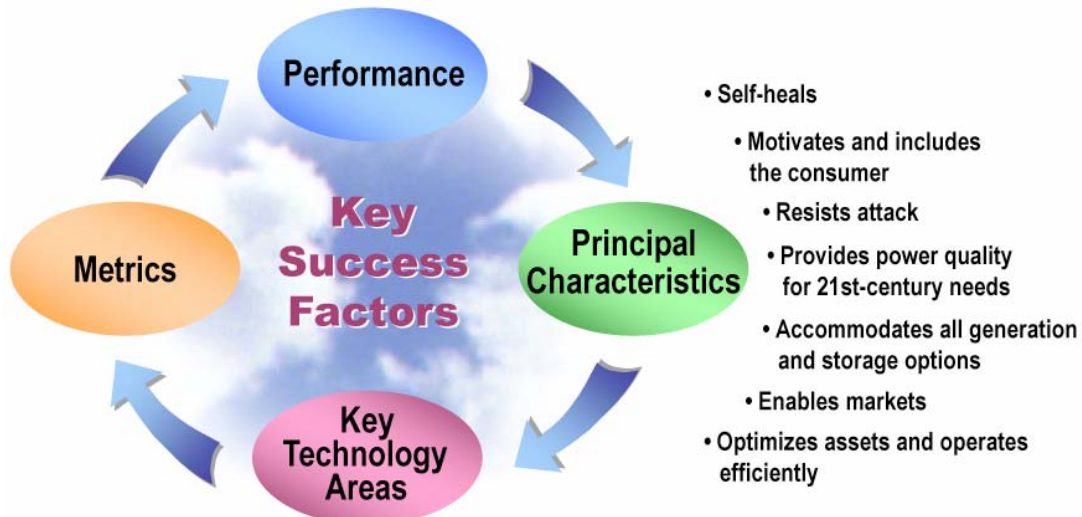 Performance
Metrics
Key
Success
Factors
Principal
Characteristics
Key
Technology
Areas
• Self-heals
• Motivates and includes
the consumer
• Resists attack
• Provides power quality
for 21st-century needs
• Accommodates all generation
and storage options
• Enables markets
• Optimizes assets and operates
efficiently